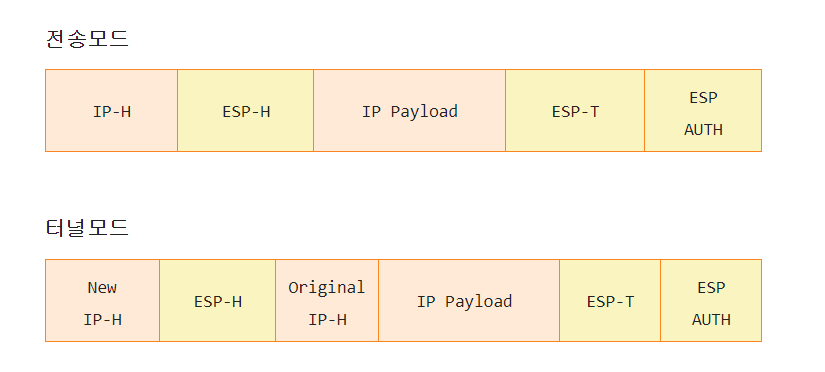 전송모드
IP-H ESP-H IP Payload ESP-T ESP AUTH
터널모드
New IP-H ESP-H Original IP-H IP Payload ESP-T ESP AUTH